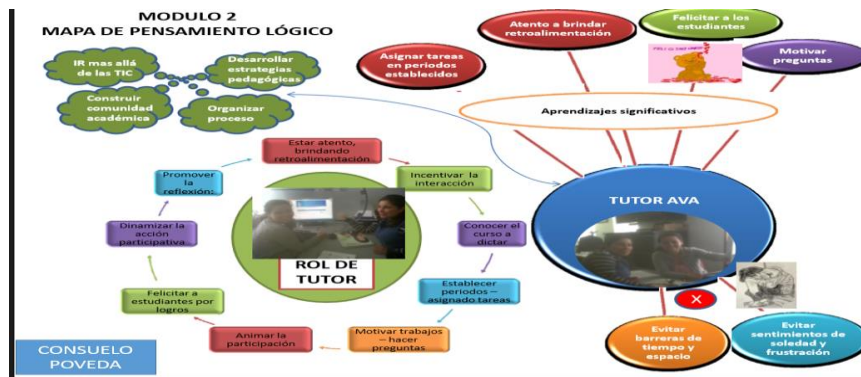 MODULO 2
MAPA DE PENSAMIENTO LÓGICO
IR mas allá
de las TIC
Desarrollar
estrategias
pedagógicas
Construir
comunidad
académica
Organizar
proceso
Asignar tareas
en periodos
establecidos
Atento a brindar
retroalimentación
Felicitar a los
estudiantes
Motivar
preguntas
Aprendizajes significativos
TUTOR AVA
Evitar
barreras de
tiempo y
espacio
Evitar
sentimientos de
soledad y
frustración
Estar atento,
brindando
retroalimentación
Incentivar la
interacción
Conocer el
curso a
dictar
Establecer
periodos –
asignado tareas
Motivar trabajos
– hacer
preguntas
Animar la
participación
Felicitar a
estudiantes por
logros
Dinamizar la
acción
participativa
Promover
la
reflexión:
ROL DE
TUTOR
CONSUELO
POVEDA